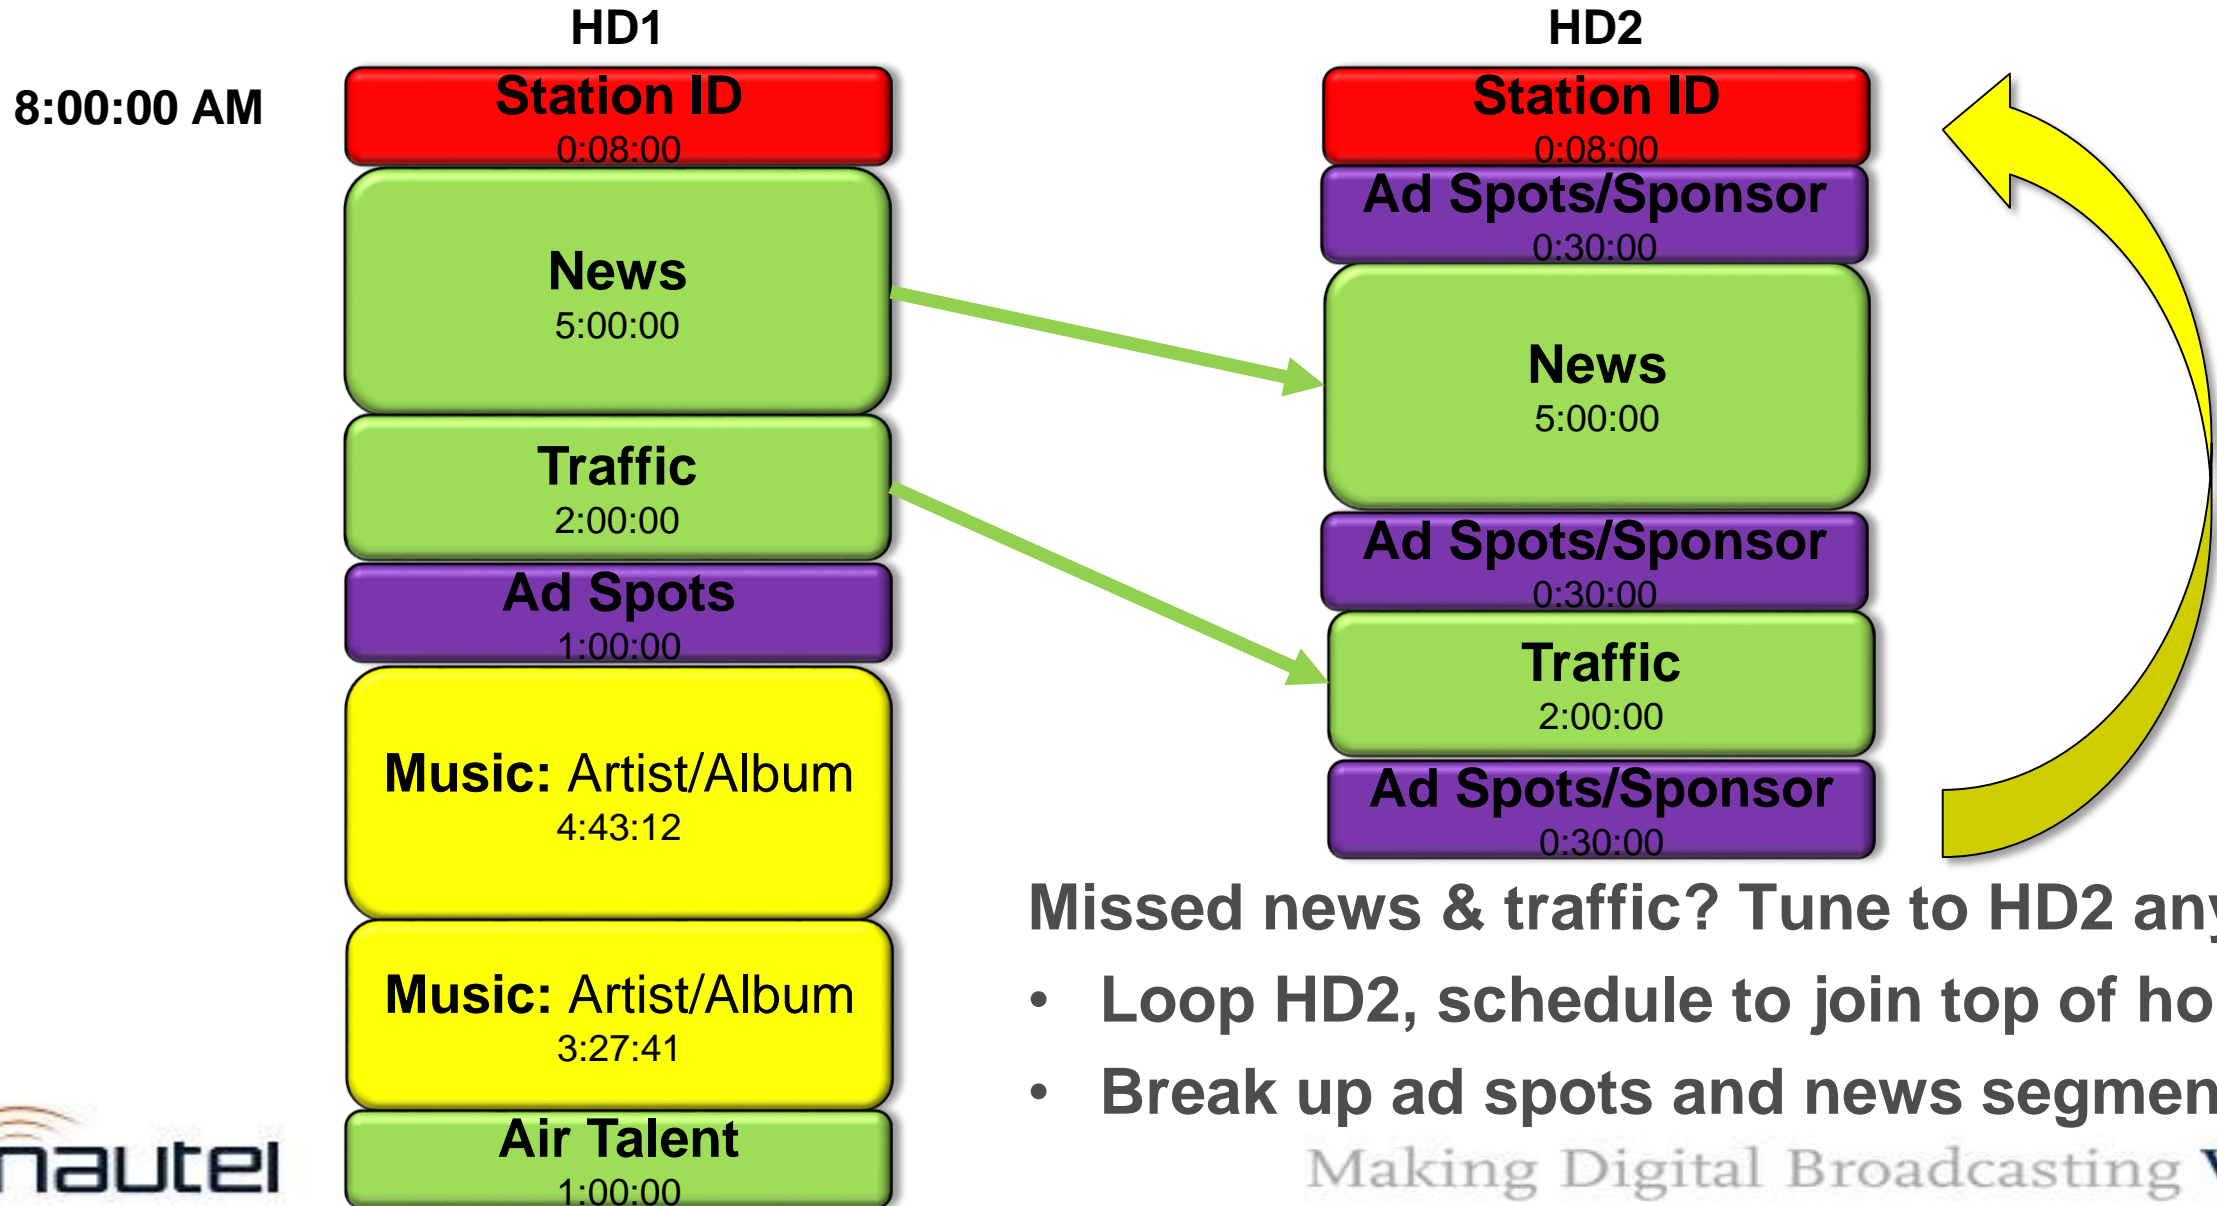 HD1
8:00:00 AM
Station ID
0:08:00
News
5:00:00
Traffic
2:00:00
Ad Spots
1:00:00
Music: Artist/Album
4:43:12
Music: Artist/Album
3:27:41
Air Talent
1:00:00
HD2
Station ID
0:08:00
Ad Spots/Sponsor
0:30:00
News
5:00:00
Ad Spots/Sponsor
0:30:00
Traffic
2:00:00
Ad Spots/Sponsor
0:30:00
Missed news & traffic? Tune to HD2
• Loop HD2, schedule to join top of
• Break up ad spots and news
nautel
Making Digital Broadcasting